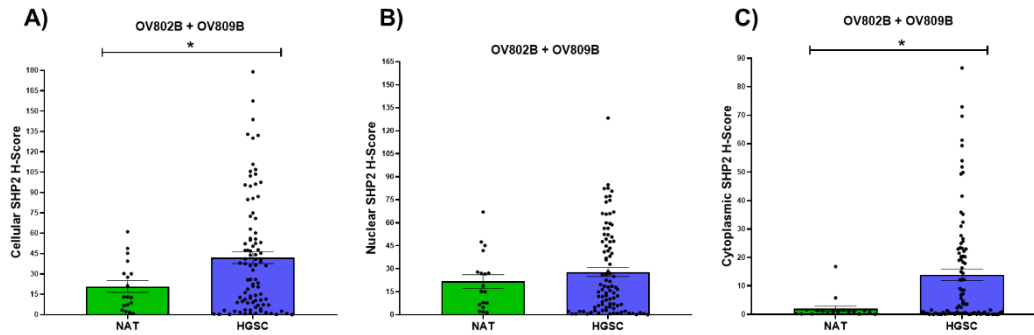 A)
OV802B + OV809B
*
Cellular SHP2 H-Score
180
165
150
135
120
105
90
75
60
45
30
15
0
NAT
HGSC
B)
OV802B + OV809B
Nuclear SHP2 H-Score
165
150
135
120
105
90
75
60
45
30
15
0
NAT
HGSC
C)
OV802B + OV809B
*
Cytoplasmic SHP2 H-Score
90
80
70
60
50
40
30
20
10
0
NAT
HGSC